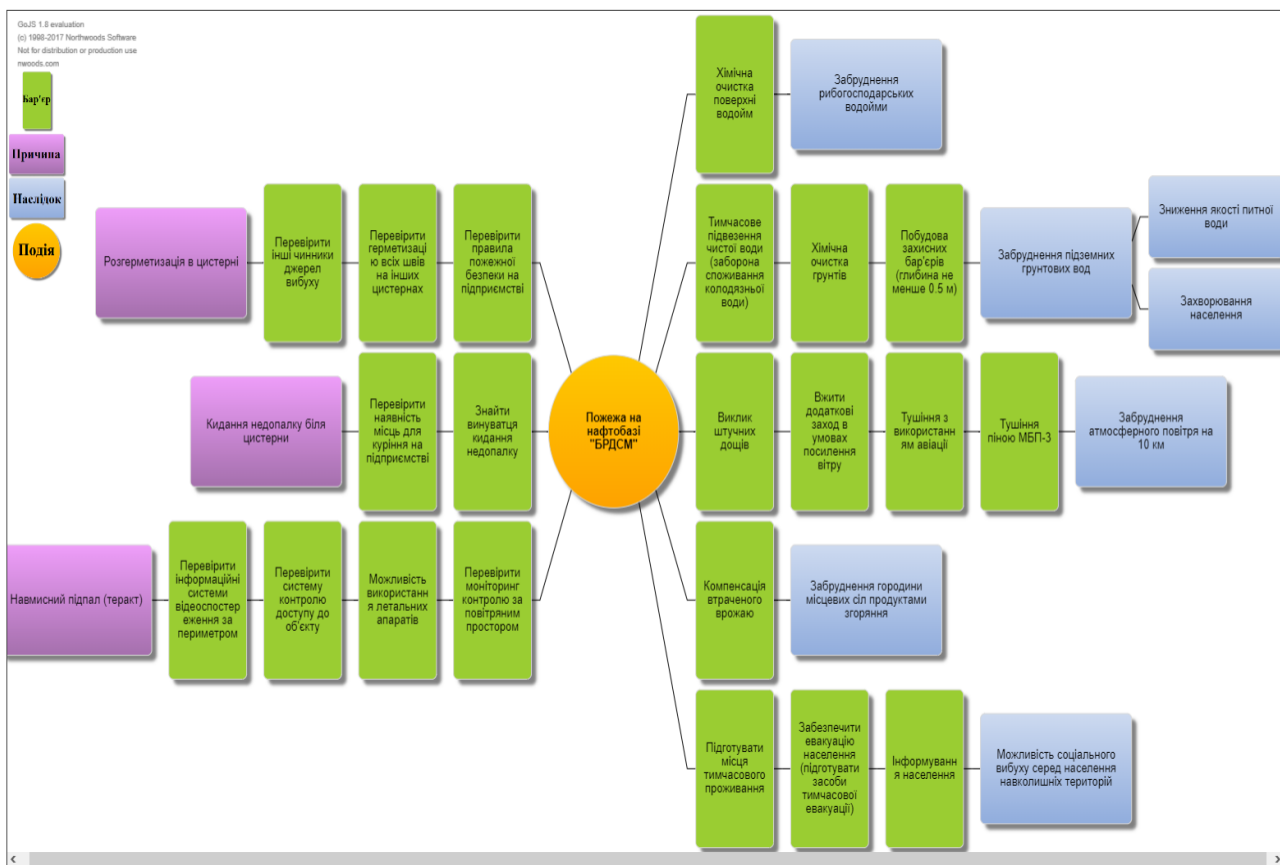 GoJS 1.8 evaluation
(c) 1998-2017 Northwoods Software
Not for distribution or production use
nwoods.com
Бар'єр
Причина
Наслідок
Подія
Розгерметизація в цистерні
Перевірити
інші чинники
джерел
вибуху
Перевірити
герметизаці
ю всіх швів
на інших
цистернах
Перевірити
правила
пожежної
безпеки на
підприємстві
Кидання недопалку біля
цистерни
Перевірити
наявність
місць для
куріння на
підприємстві
Знайти
винуватця
кидання
недопалку
Навмисний підпал (теракт)
Перевірити
інформаційні
системи
відеоспостер
еження за
периметром
Перевірити
систему
контролю
доступу до
об'єкту
Можливість
використанн
я летальних
апаратів
Перевірити
моніторинг
контролю за
повітряним
простором
Пожежа на
нафтобазі
"БРДСМ"
Хімічна
очистка
поверхні
водойм
Забруднення
рибогосподарських
водойми
Тимчасове
підвезення
чистої води
(заборона
споживання
колодязьної
води)
Хімічна
очистка
грунтів
Побудова
захисних
бар'єрів
(глибина не
менше 0.5 м)
Забруднення підземних
грунтових вод
Зниження якості питної
води
Захворювання
населення
Виклик
штучних
дощів
Вжити
додаткові
заход в
умовах
посилення
вітру
Тушіння з
використанн
ям авіації
Тушіння
піною МБП-3
Забруднення
атмосферного повітря на
10 км
Компенсація
втраченого
врожаю
Забруднення городини
місцевих сіл продуктами
згоряння
Підготувати
місця
тимчасового
проживання
Забезпечити
евакуацію
населення
(підготувати
засоби
тимчасової
евакуації)
Інформуванн
я населення
Можливість соціального
вибуху серед населення
навколишніх територій